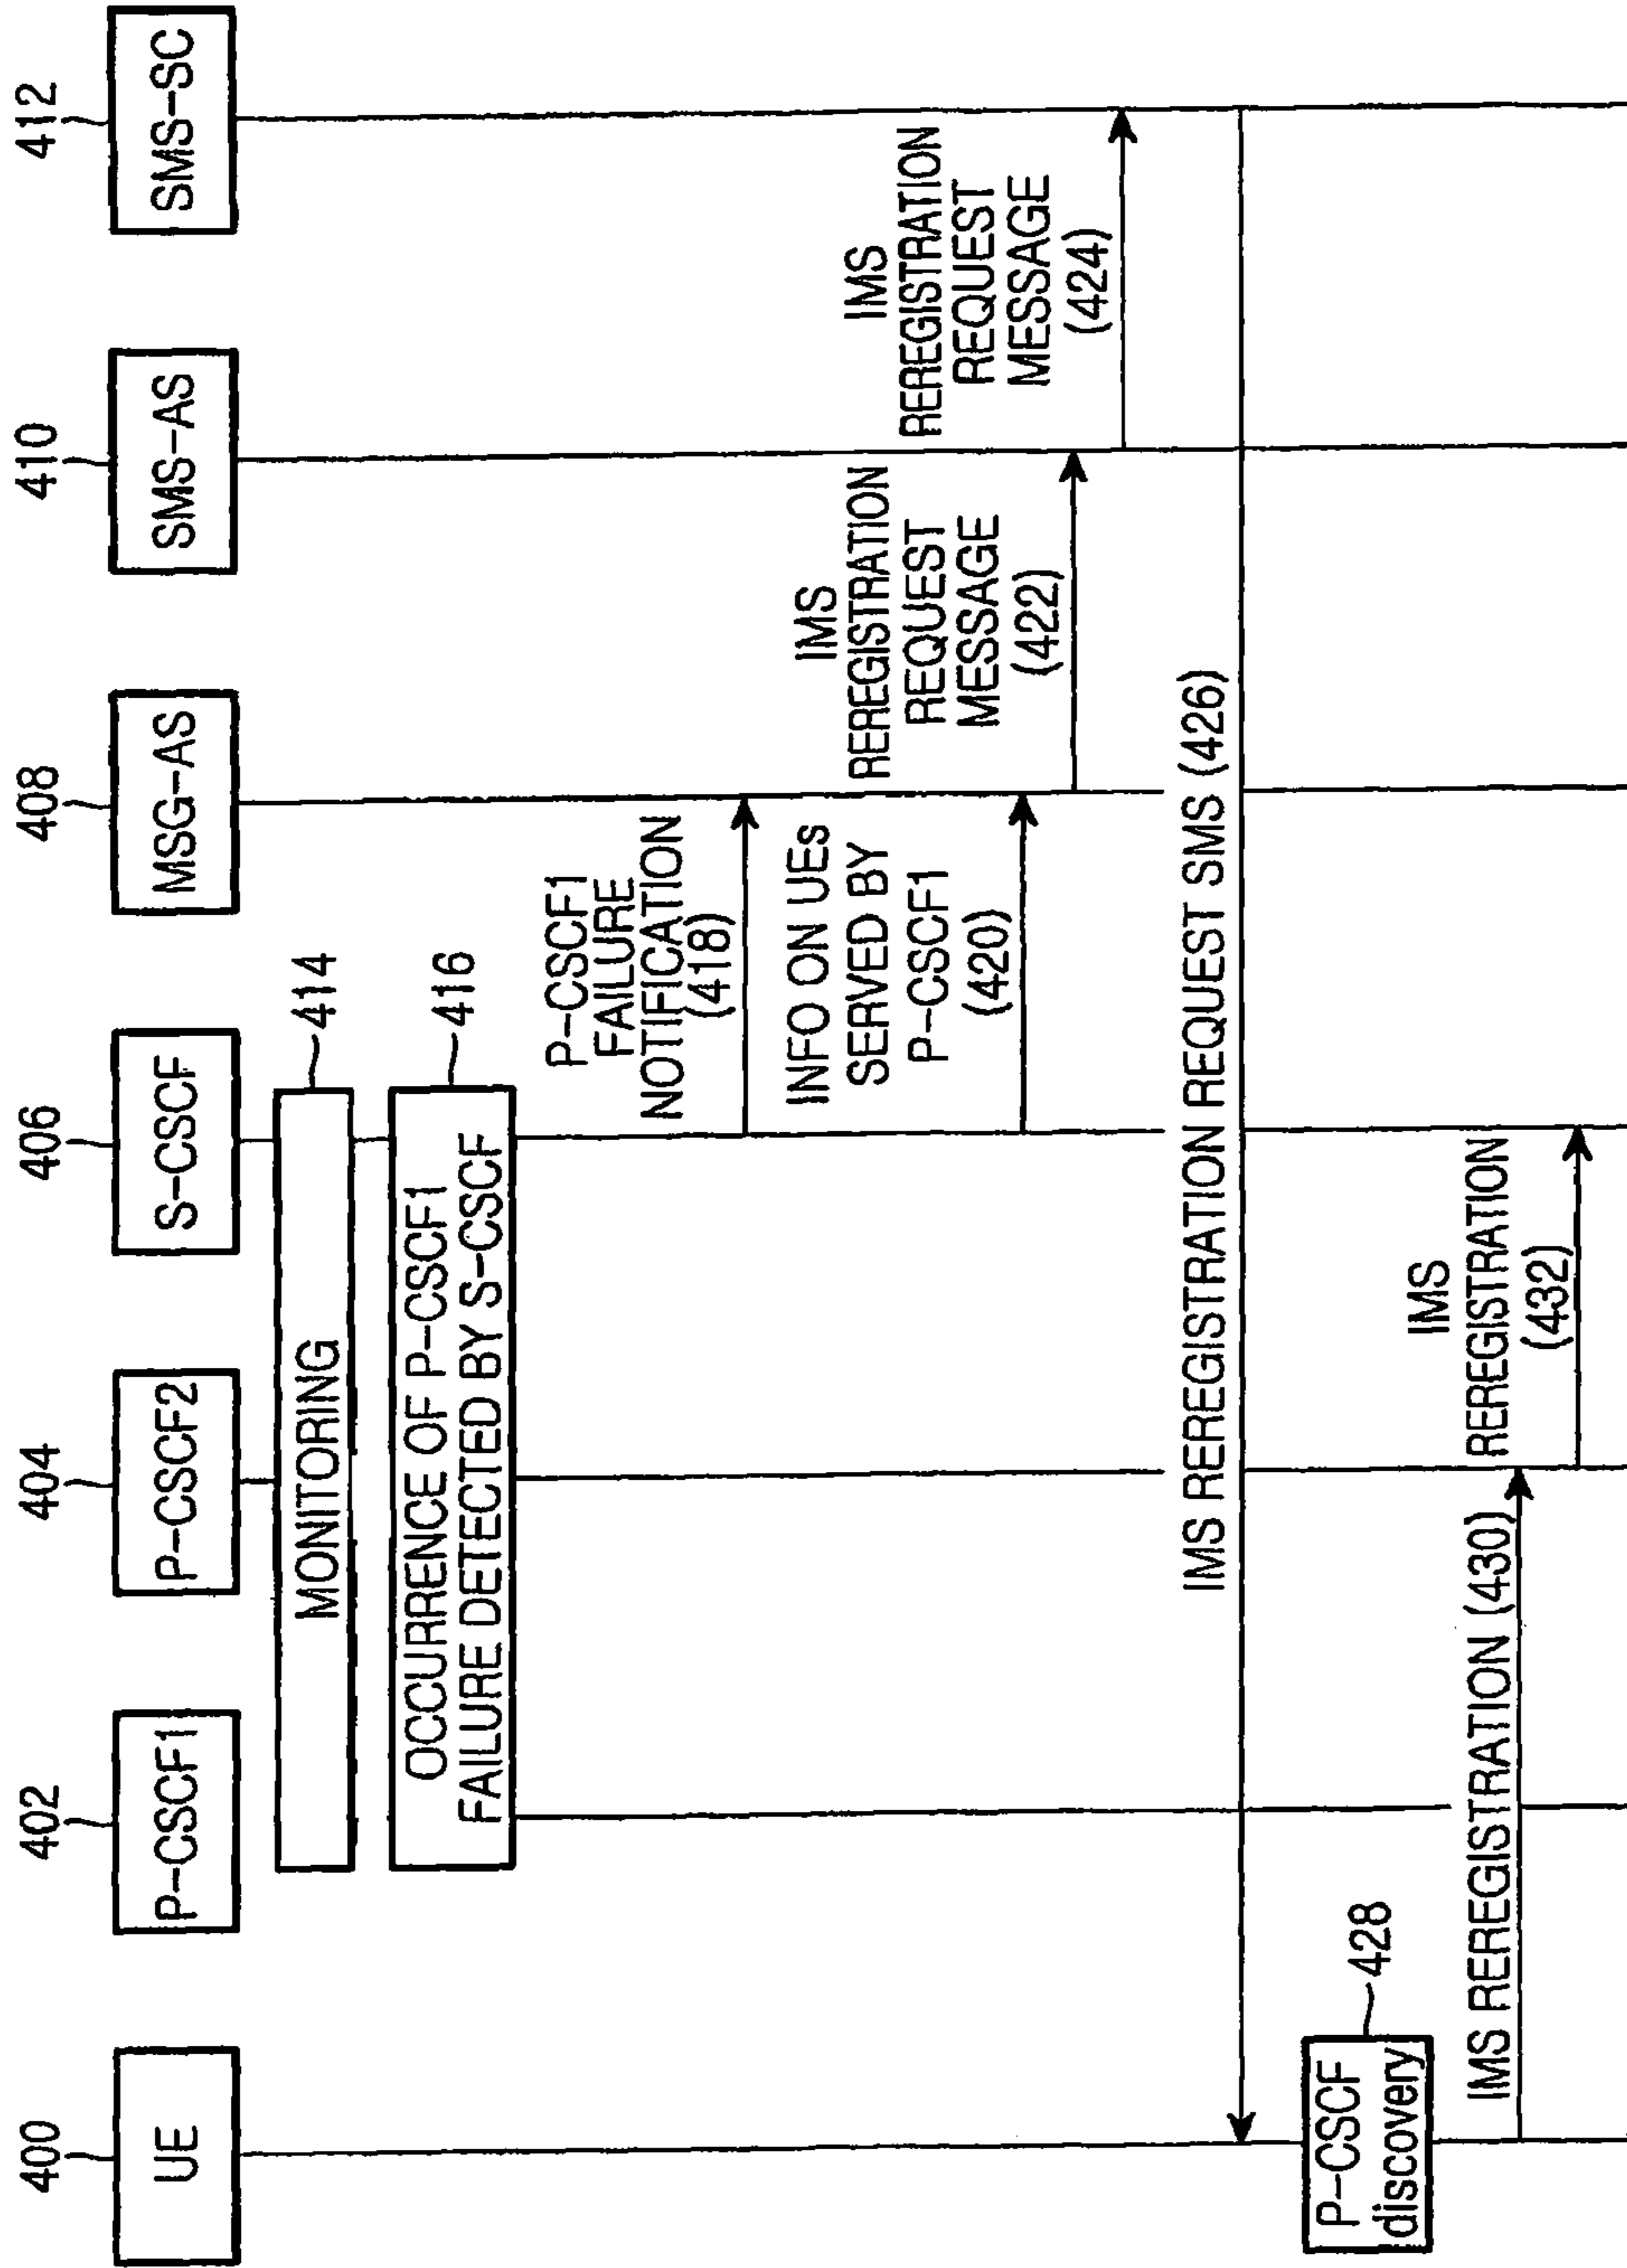 400
402
404
406
408
410
412
UE
P-CSCF1
P-CSCF2
S-CSCF
MSG-AS
SMS-AS
SMS-SC
MONITORING
414
OCCURRENCE OF P-CSCF1
FAILURE DETECTED BY S-CSCF
416
P-CSCF1
FAILURE
NOTIFICATION
(418)
INFO ON UEs
SERVED BY
P-CSCF1
(420)
IMS
REREGISTRATION
REQUEST
MESSAGE
(422)
IMS
REREGISTRATION
REQUEST
MESSAGE
(424)
IMS REREGISTRATION REQUEST SMS (426)
P-CSCF
discovery
428
IMS REREGISTRATION (430)
IMS
REREGISTRATION
(432)